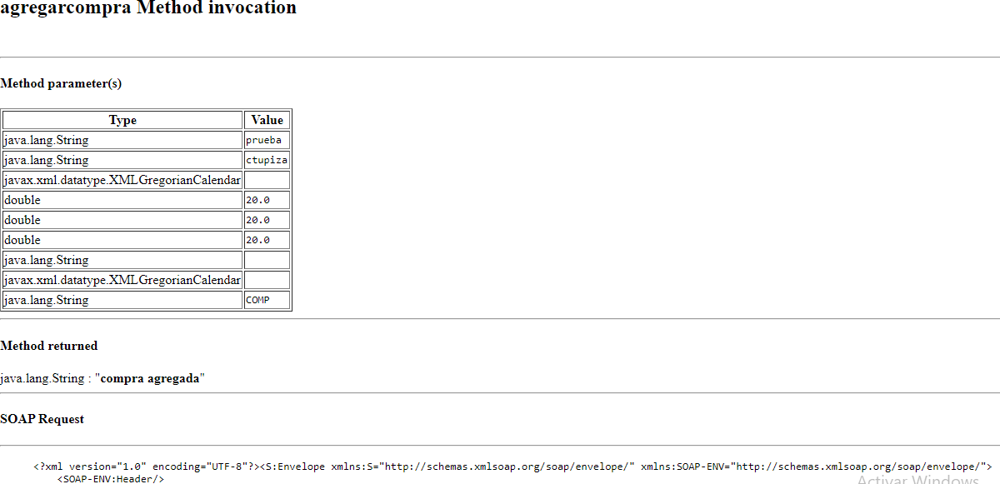 agregarcompra Method invocation
Method parameter(s)
Type Value
java.lang.String prueba
java.lang.String ctupiza
javax.xml.datatype.XMLGregorianCalendar
double 20.0
double 20.0
double 20.0
java.lang.String
javax.xml.datatype.XMLGregorianCalendar
java.lang.String COMP
Method returned
java.lang.String : "compra agregada"
SOAP Request
<?xml version="1.0" encoding="UTF-8"?><S:Envelope xmlns:S="http://schemas.xmlsoap.org/soap/envelope/" xmlns:SOAP-ENV="http://schemas.xmlsoap.org/soap/envelope/">
<SOAP-ENV:Header/>
Activar Windows